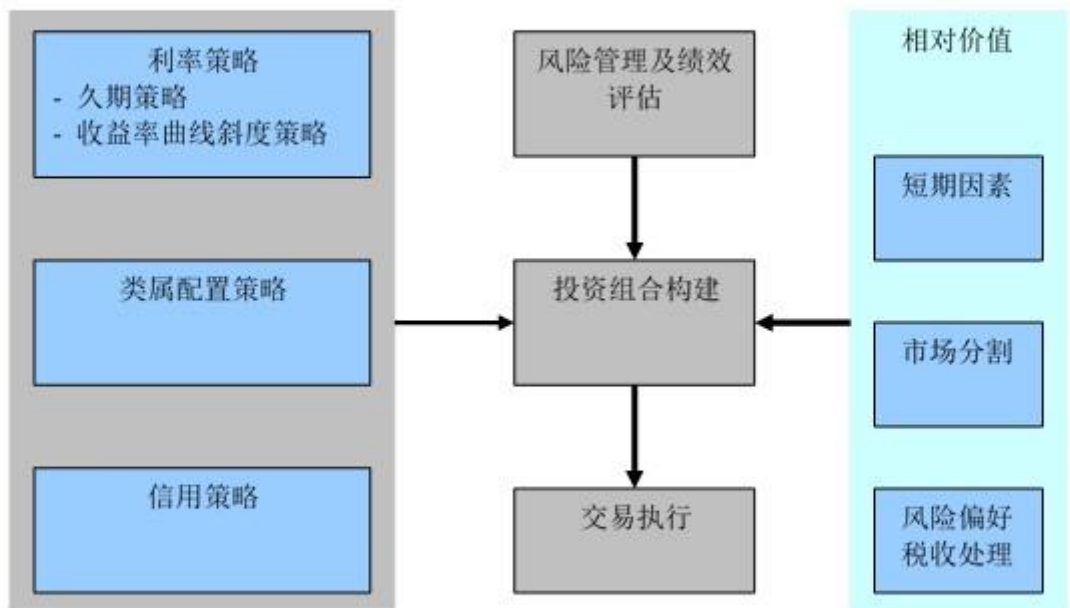 利率策略
- 久期策略
- 收益率曲线斜度策略
类属配置策略
信用策略
风险管理及绩效
评估
投资组合构建
交易执行
相对价值
短期因素
市场分割
风险偏好
税收处理